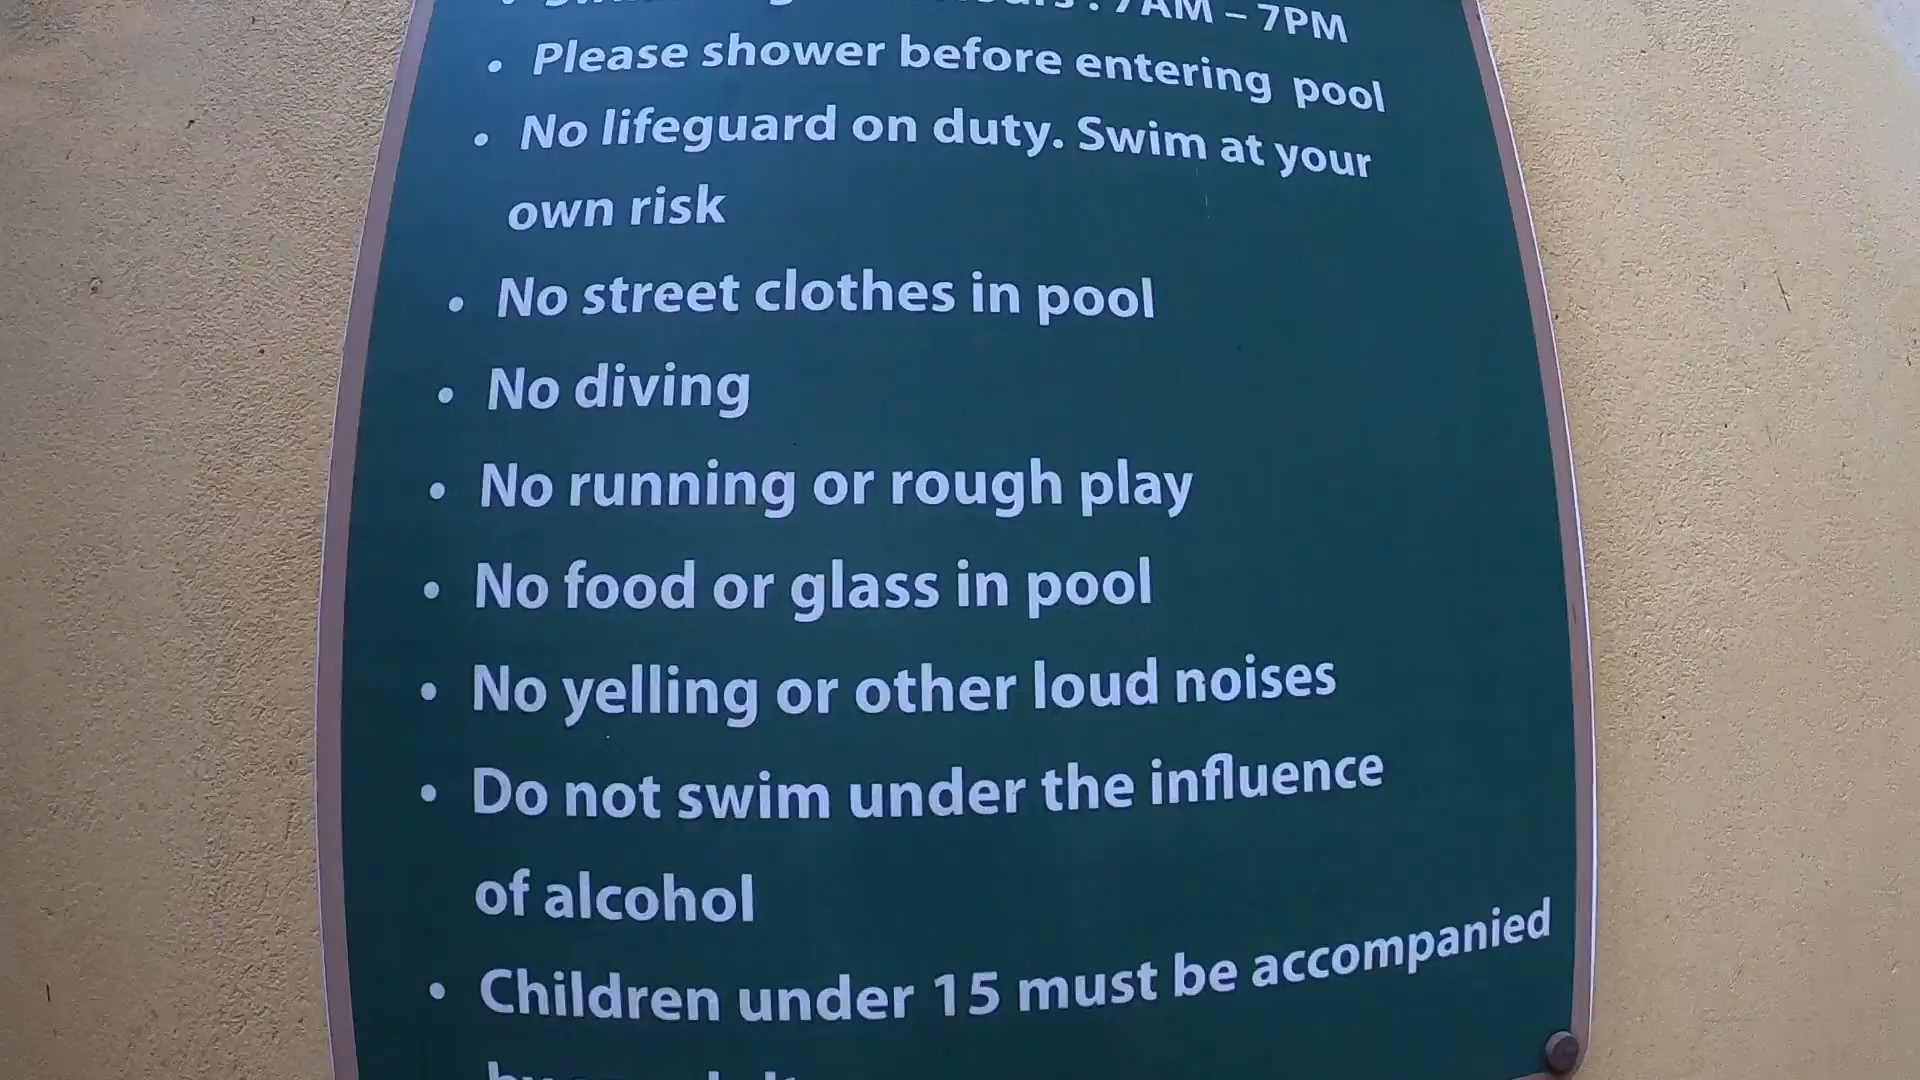 : 7AM – 7PM
• Please shower before entering pool
• No lifeguard on duty. Swim at your
own risk
• No street clothes in pool
• No diving
• No running or rough play
• No food or glass in pool
• No yelling or other loud noises
• Do not swim under the influence
of alcohol
• Children under 15 must be accompanied
by